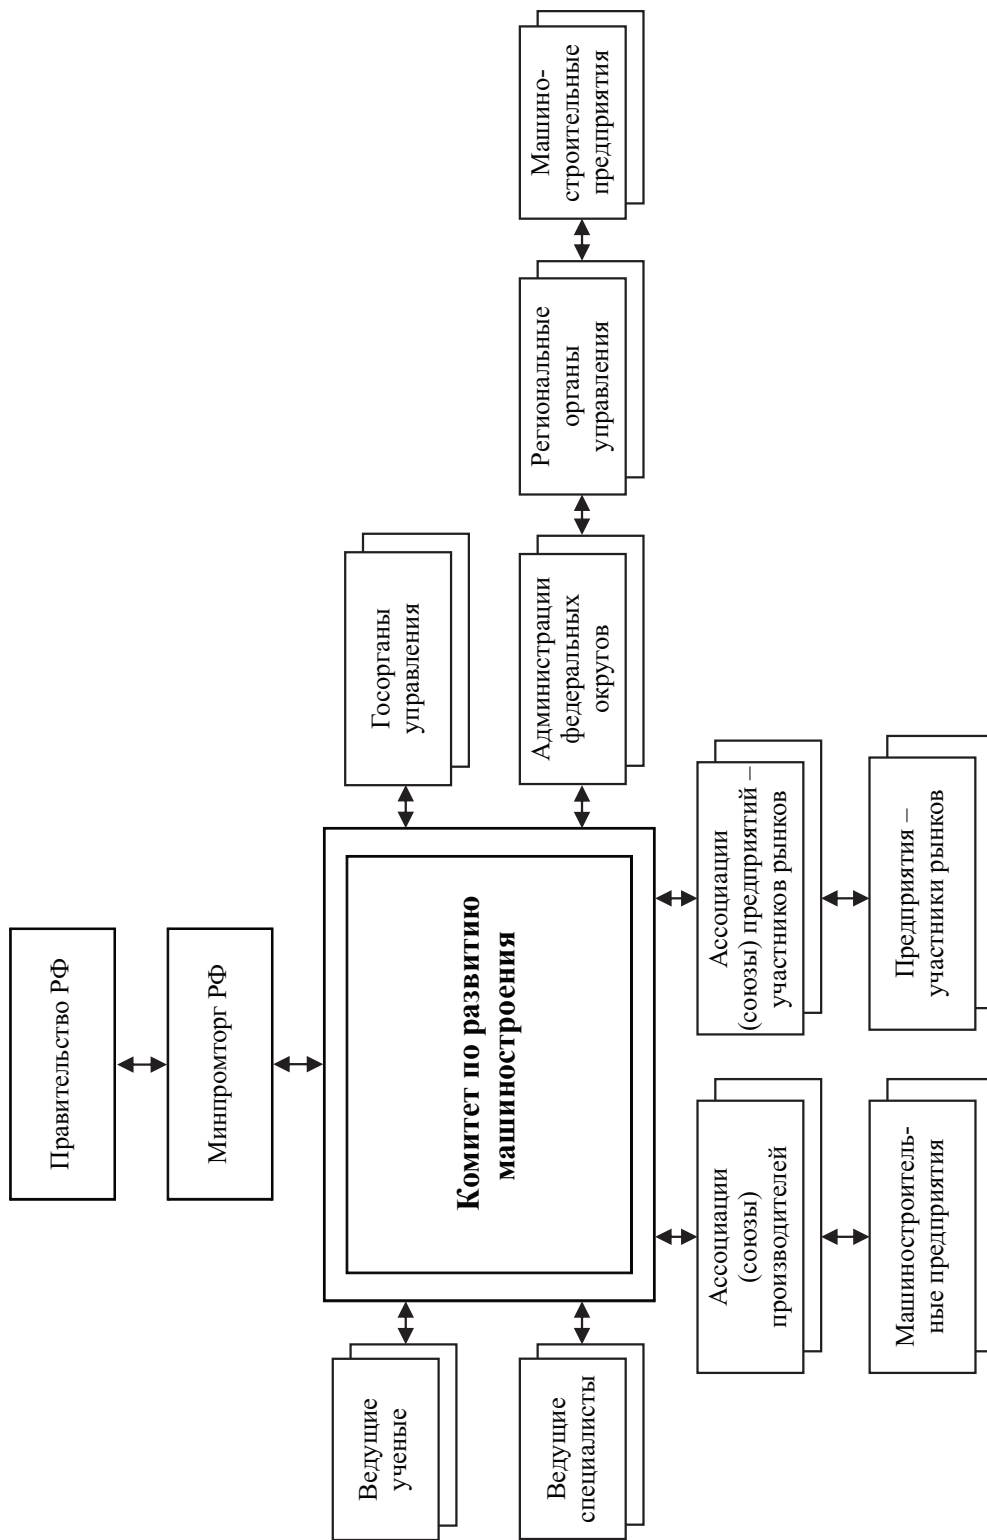 Правительство РФ
Минпромторг РФ
Комитет по развитию
машиностроения
Ведущие
ученые
Ведущие
специалисты
Госорганы
управления
Администрации
федеральных
округов
Региональные
органы
управления
Машино-
строительные
предприятия
Ассоциации
(союзы)
производителей
Ассоциации
(союзы) предприятий –
участников рынков
Машинострoитель-
ные предприятия
Предприятия –
участники рынков